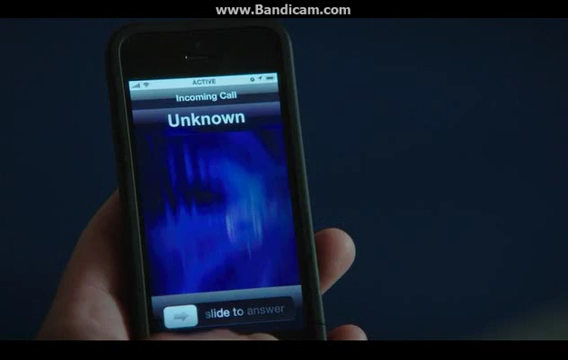 www.Bandicam.com
ACTIVE
Incoming Call
Unknown
slide to answer